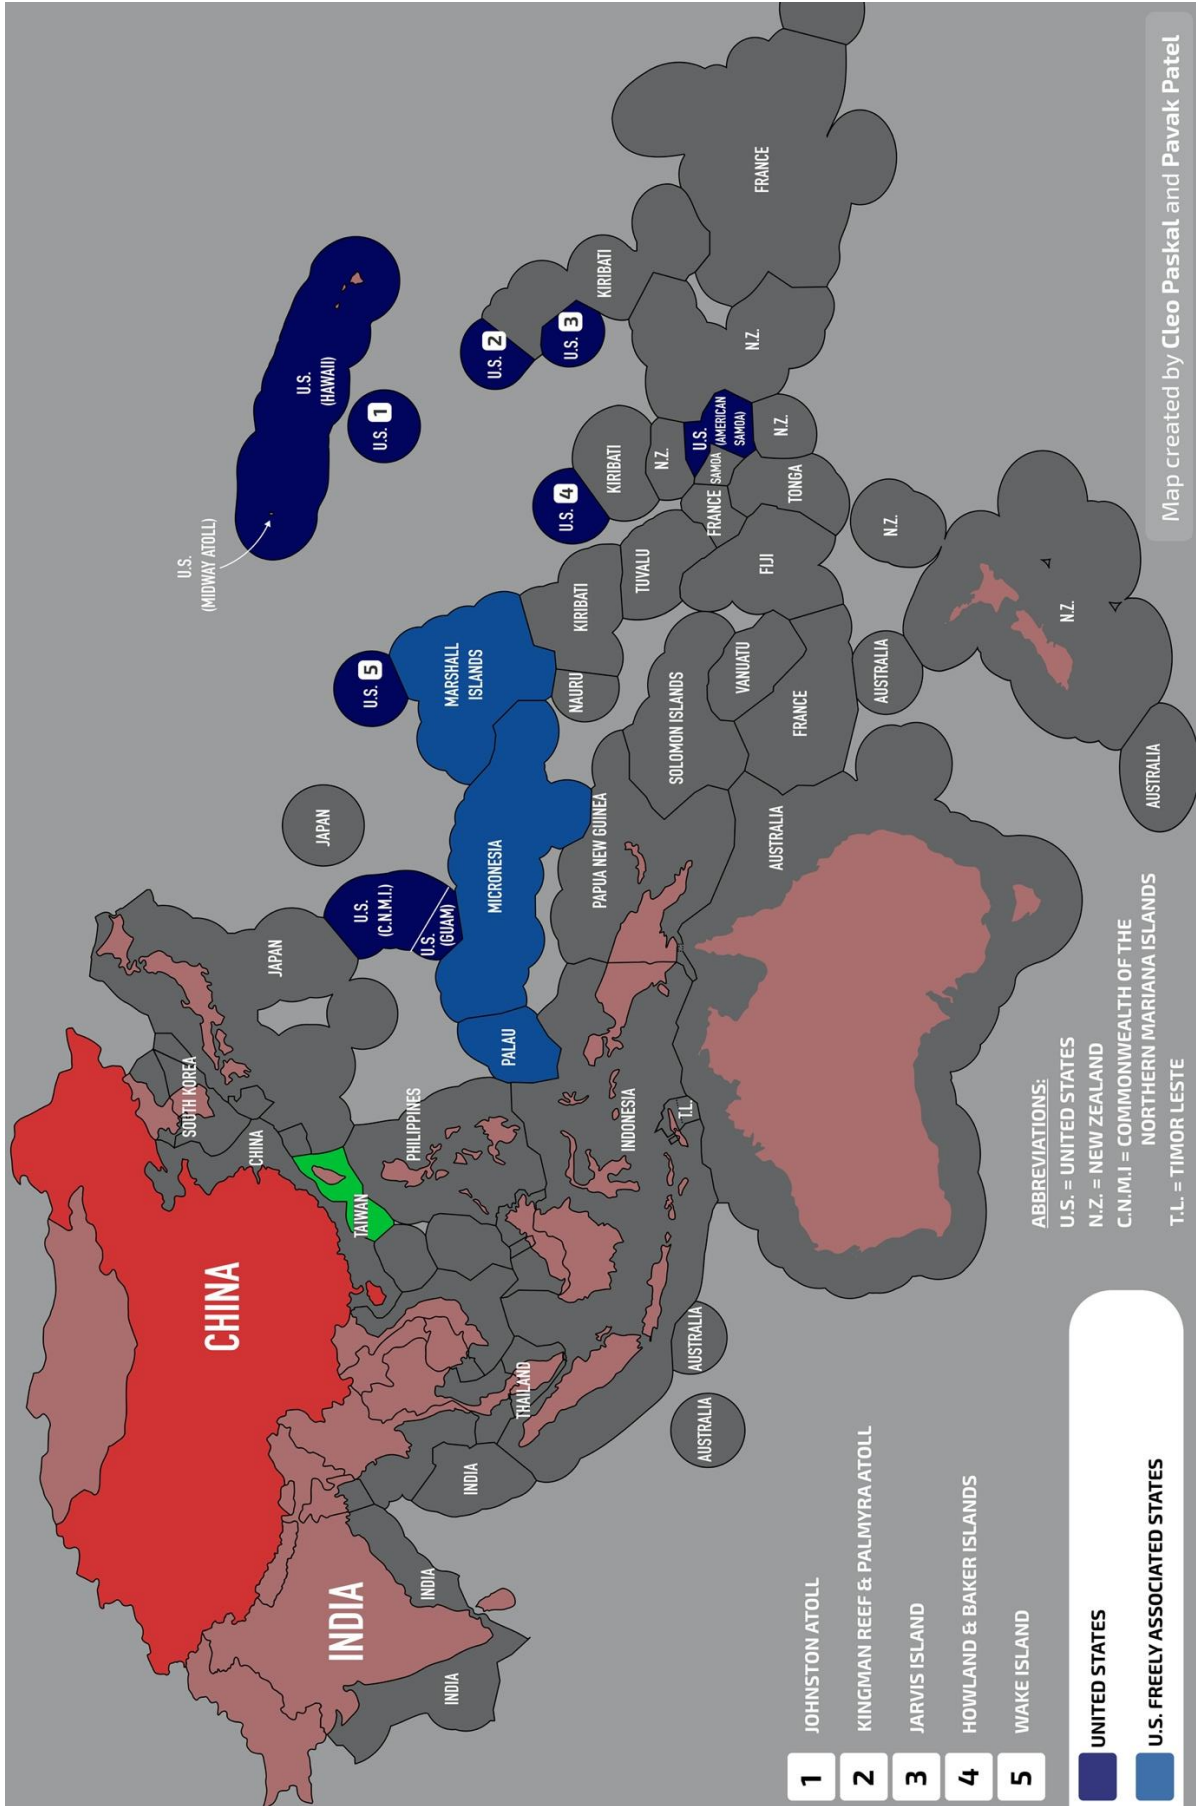 U.S.
(MIDWAY ATOLL)
U.S.
(HAWAII)
U.S. 1
U.S. 5
U.S. 4
U.S. 2
U.S. 3
KIRIBATI
KIRIBATI
KIRIBATI
JAPAN
JAPAN
SOUTH KOREA
CHINA
CHINA
TAIWAN
PHILIPPINES
U.S.
(C.N.M.I.)
U.S.
(GUAM)
MARSHALL
ISLANDS
MICRONESIA
PALAU
NAURU
TUVALU
N.Z.
U.S.
(AMERICAN
SAMOA)
SAMOA
FRANCE
N.Z.
FRANCE
N.Z.
TONGA
FIJI
VANUATU
SOLOMON ISLANDS
PAPUA NEW GUINEA
INDONESIA
T.L.
THAILAND
INDIA
INDIA
INDIA
INDIA
AUSTRALIA
AUSTRALIA
AUSTRALIA
FRANCE
AUSTRALIA
N.Z.
N.Z.
AUSTRALIA
1 JOHNSTON ATOLL
2 KINGMAN REEF & PALMYRA ATOLL
3 JARVIS ISLAND
4 HOWLAND & BAKER ISLANDS
5 WAKE ISLAND
UNITED STATES
U.S. FREELY ASSOCIATED STATES
ABBREVIATIONS:
U.S. = UNITED STATES
N.Z. = NEW ZEALAND
C.N.M.I = COMMONWEALTH OF THE
NORTHERN MARIANA ISLANDS
T.L. = TIMOR LESTE
Map created by Cleo Paskal and Pavak Patel